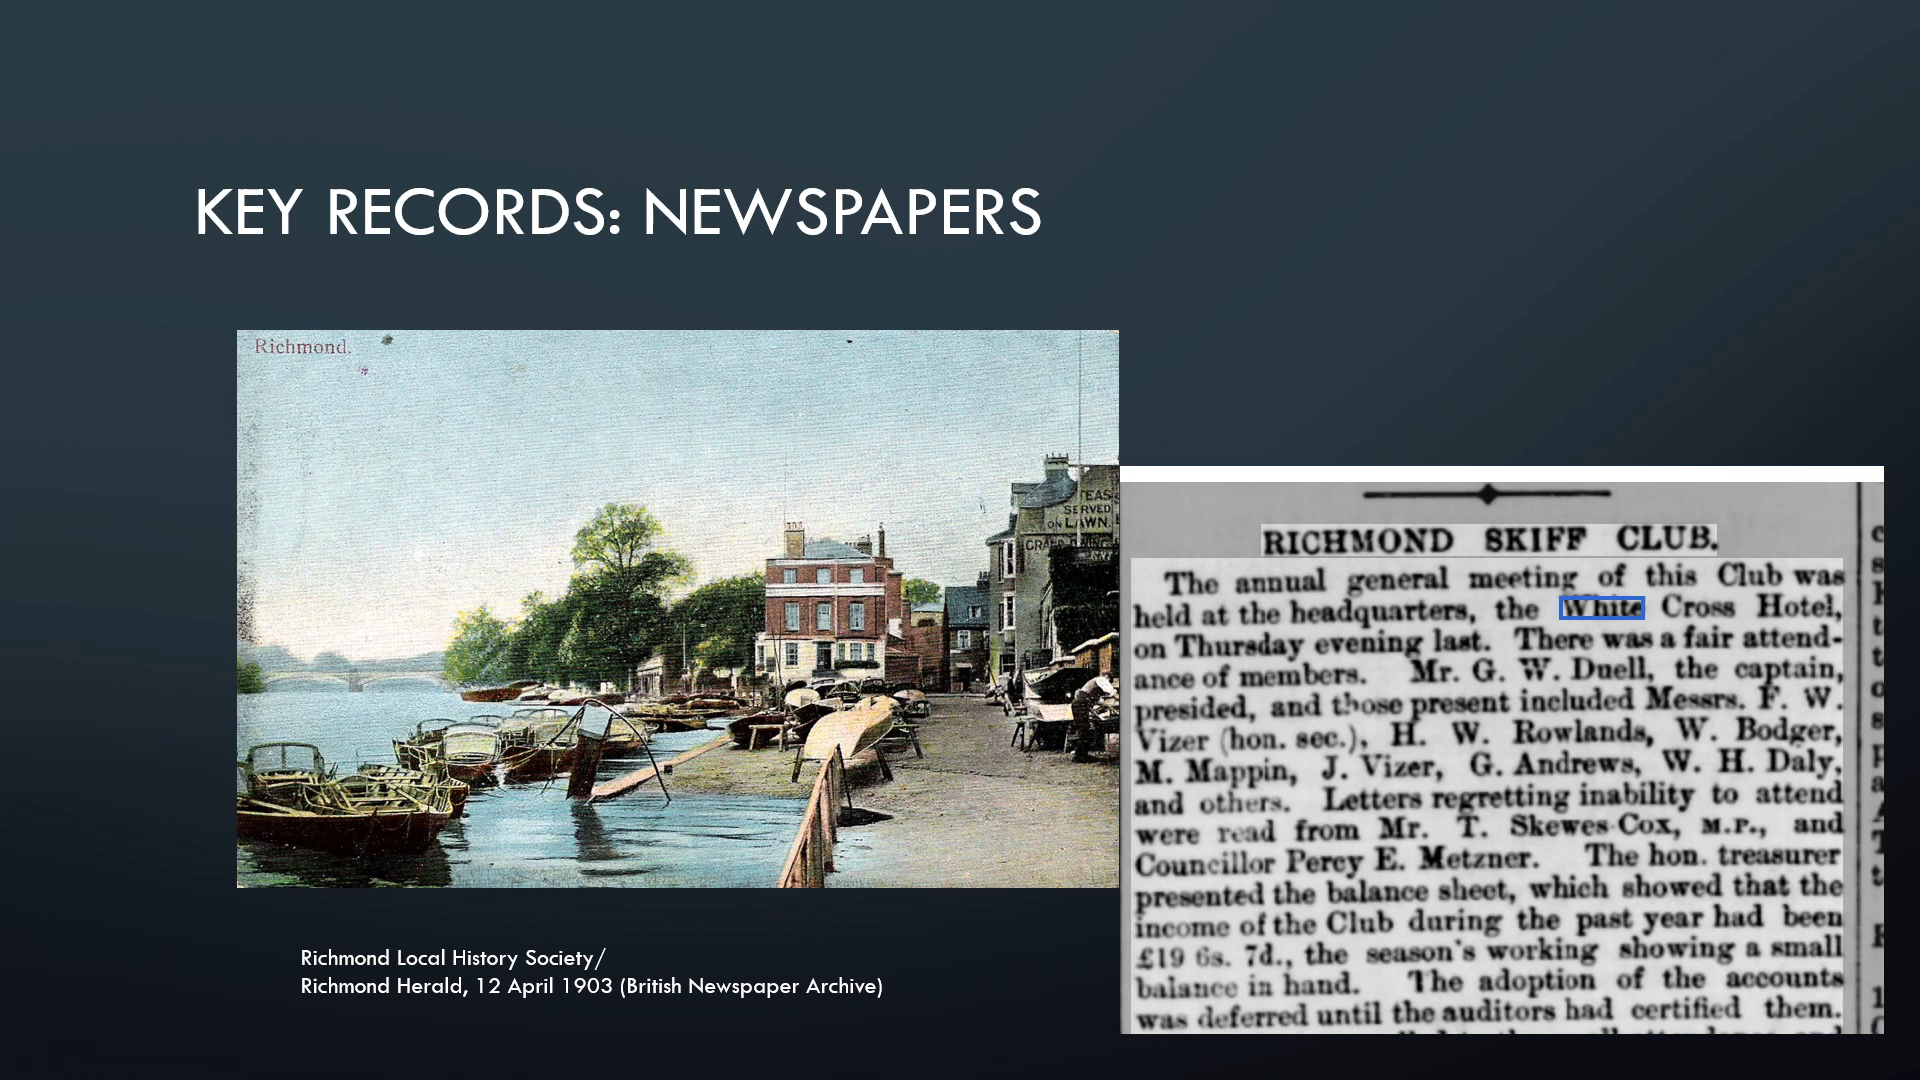 KEY RECORDS: NEWSPAPERS
Richmond.
TEAS
SERVED
ON LAWN.
RICHMOND SKIFF CLUB.
The annual general meeting of this Club was
held at the headquarters, the White Cross Hotel,
on Thursday evening last. There was a fair attend-
ance of members. Mr. G. W. Duell, the captain,
presided, and those present included Messrs. F. W.
Vizer (hon. sec.), H. W. Rowlands, W. Bodger,
M. Mappin, J. Vizer, G. Andrews, W. H. Daly,
and others. Letters regretting inability to attend
were read from Mr. T. Skewes-Cox, M.P., and
Councillor Percy E. Metzner. The hon. treasurer
presented the balance sheet, which showed that the
income of the Club during the past year had been
£19 6s. 7d., the season's working showing a small
balance in hand. The adoption of the accounts
was deferred until the auditors had certified them.
Richmond Local History Society/
Richmond Herald, 12 April 1903 (British Newspaper Archive)